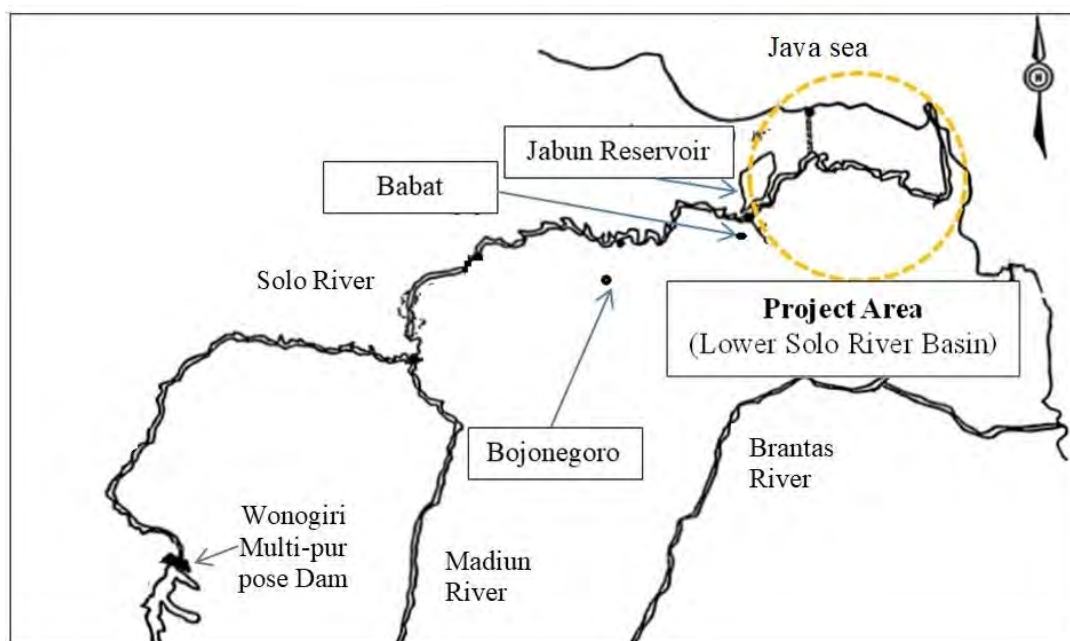 Java sea
N
Jabun Reservoir
Babat
Solo River
Project Area
(Lower Solo River Basin)
Bojonegoro
Brantas
River
Wonogiri
Multi-pur
pose Dam
Madiun
River